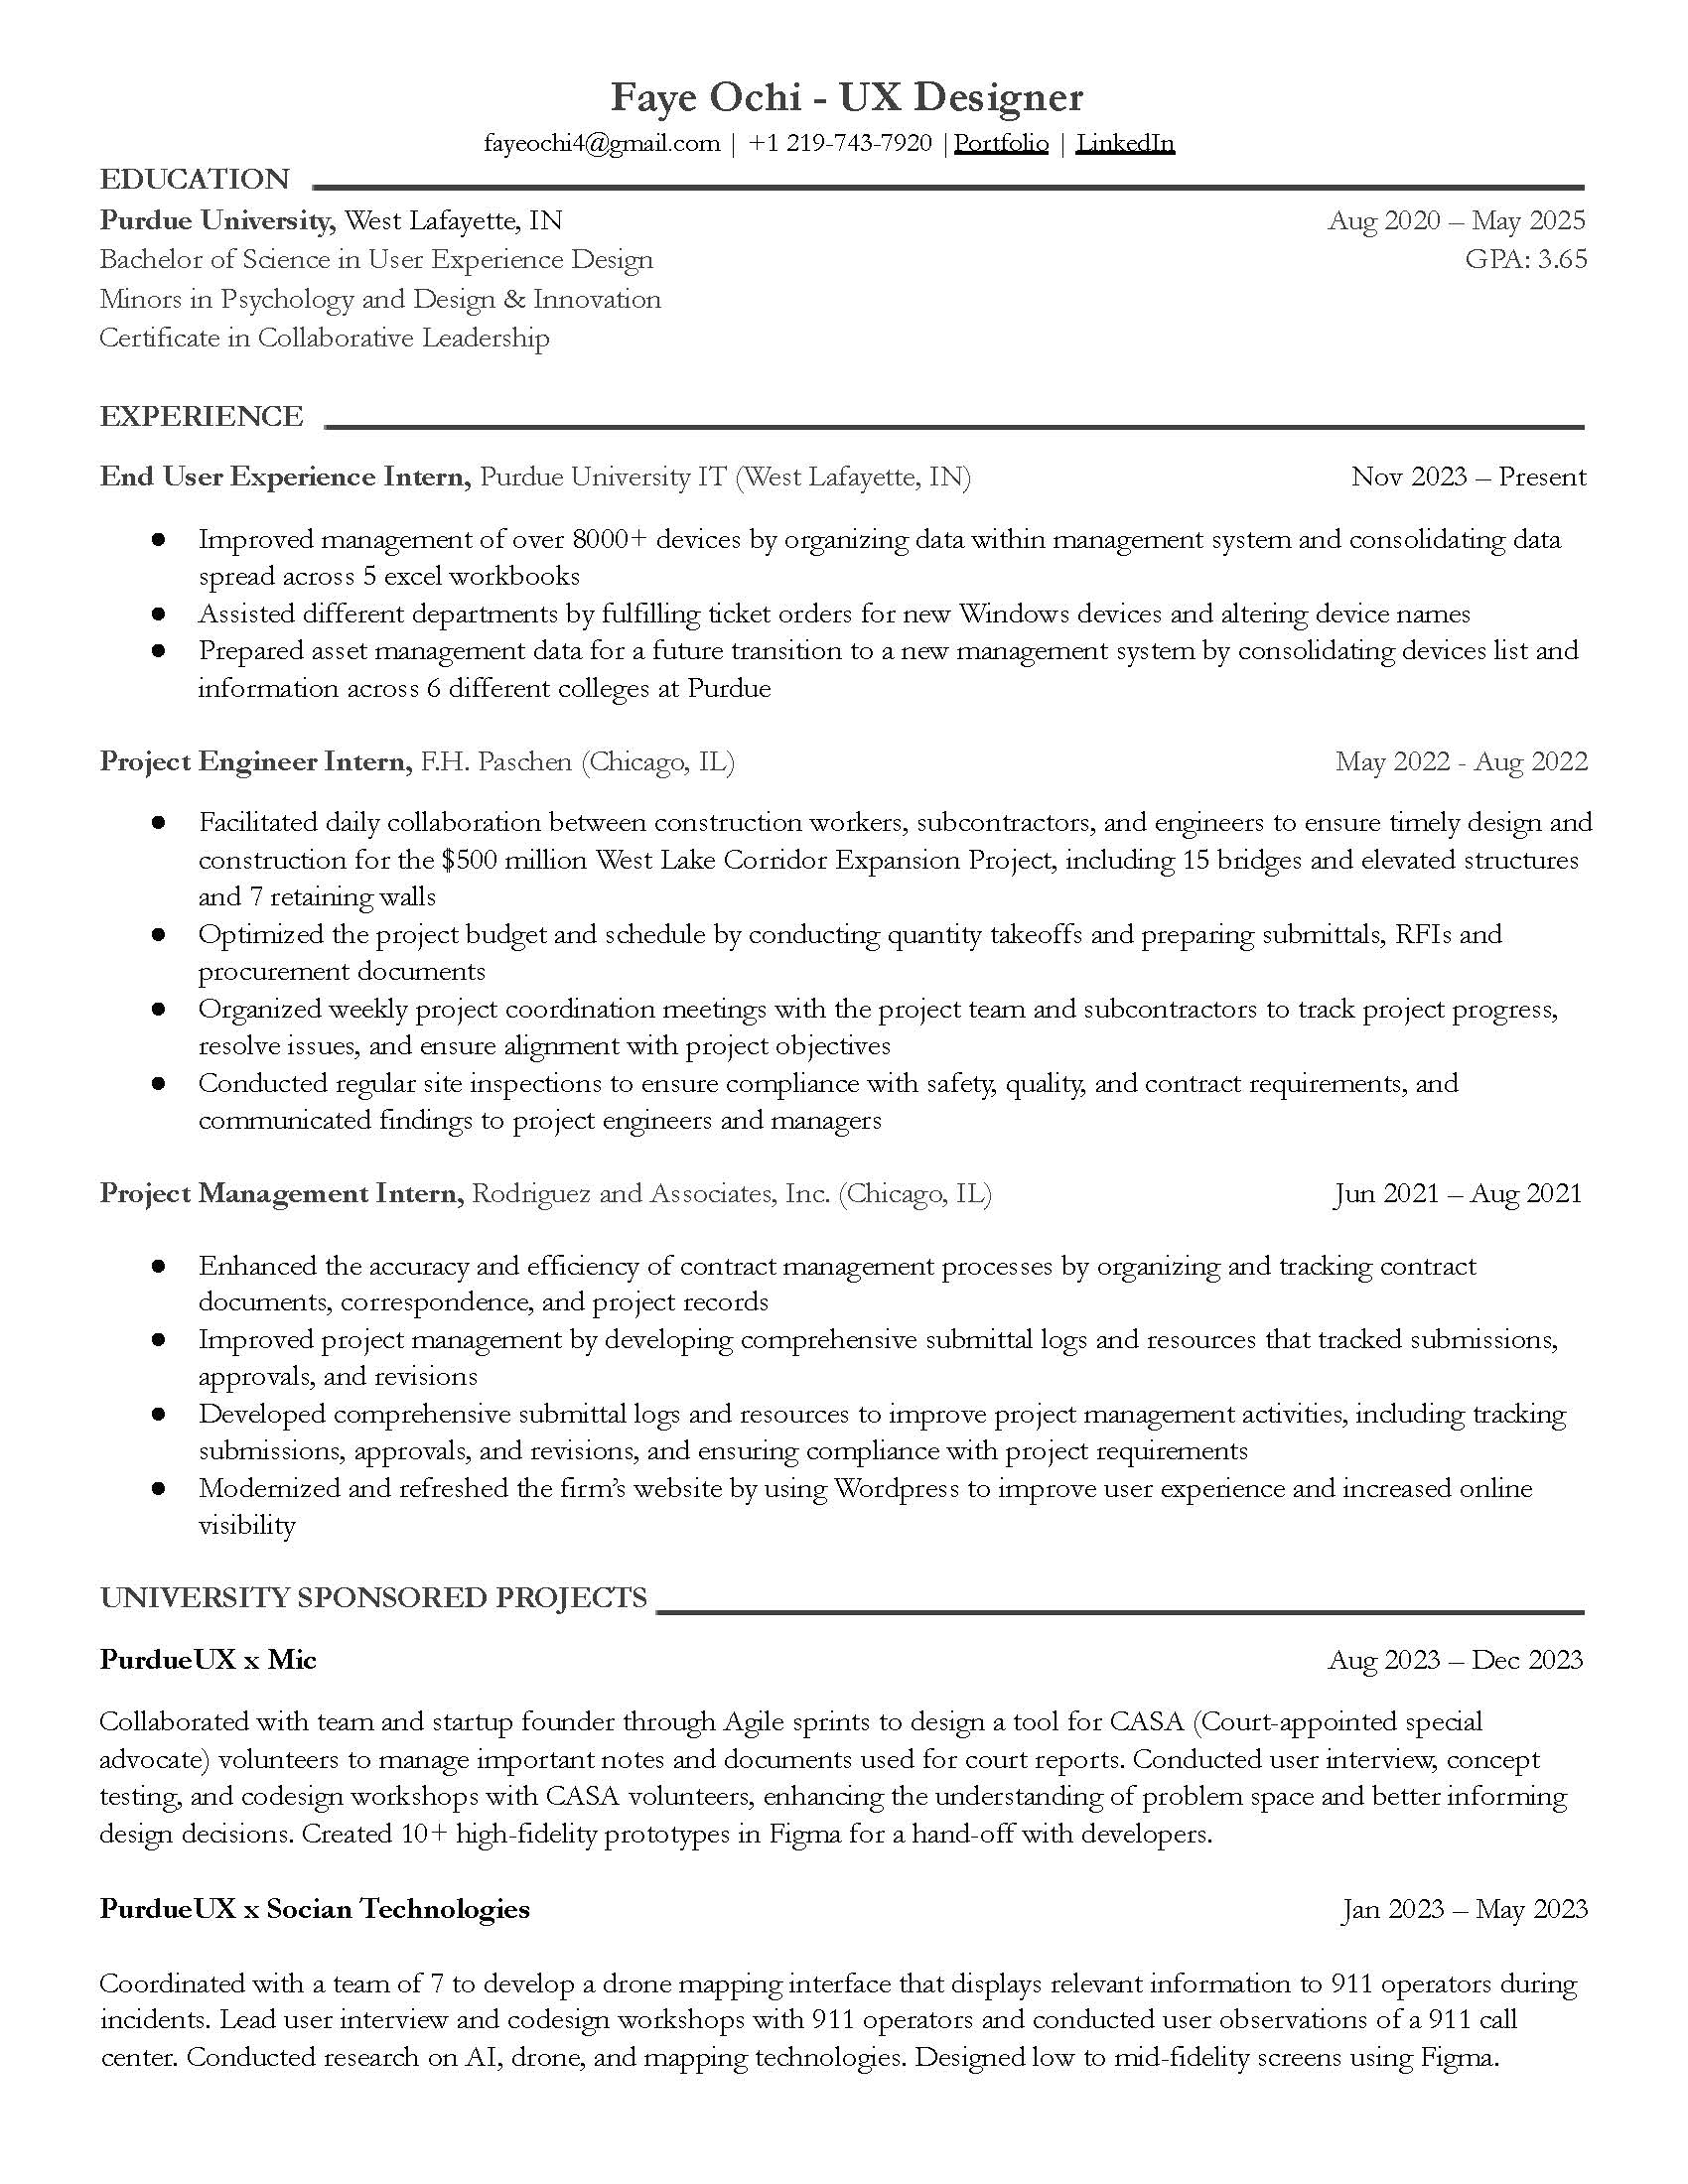 Faye Ochi - UX Designer
fayeochi4@gmail.com | +1 219-743-7920 | Portfolio | LinkedIn
EDUCATION
Purdue University, West Lafayette, IN Aug 2020 – May 2025
Bachelor of Science in User Experience Design GPA: 3.65
Minors in Psychology and Design & Innovation
Certificate in Collaborative Leadership
EXPERIENCE
End User Experience Intern, Purdue University IT (West Lafayette, IN) Nov 2023 – Present
● Improved management of over 8000+ devices by organizing data within management system and consolidating data
spread across 5 excel workbooks
● Assisted different departments by fulfilling ticket orders for new Windows devices and altering device names
● Prepared asset management data for a future transition to a new management system by consolidating devices list and
information across 6 different colleges at Purdue
Project Engineer Intern, F.H. Paschen (Chicago, IL) May 2022 - Aug 2022
● Facilitated daily collaboration between construction workers, subcontractors, and engineers to ensure timely design and
construction for the $500 million West Lake Corridor Expansion Project, including 15 bridges and elevated structures
and 7 retaining walls
● Optimized the project budget and schedule by conducting quantity takeoffs and preparing submittals, RFIs and
procurement documents
● Organized weekly project coordination meetings with the project team and subcontractors to track project progress,
resolve issues, and ensure alignment with project objectives
● Conducted regular site inspections to ensure compliance with safety, quality, and contract requirements, and
communicated findings to project engineers and managers
Project Management Intern, Rodriguez and Associates, Inc. (Chicago, IL) Jun 2021 – Aug 2021
● Enhanced the accuracy and efficiency of contract management processes by organizing and tracking contract
documents, correspondence, and project records
● Improved project management by developing comprehensive submittal logs and resources that tracked submissions,
approvals, and revisions
● Developed comprehensive submittal logs and resources to improve project management activities, including tracking
submissions, approvals, and revisions, and ensuring compliance with project requirements
● Modernized and refreshed the firm’s website by using Wordpress to improve user experience and increased online
visibility
UNIVERSITY SPONSORED PROJECTS
PurdueUX x Mic Aug 2023 – Dec 2023
Collaborated with team and startup founder through Agile sprints to design a tool for CASA (Court-appointed special
advocate) volunteers to manage important notes and documents used for court reports. Conducted user interview, concept
testing, and codesign workshops with CASA volunteers, enhancing the understanding of problem space and better informing
design decisions. Created 10+ high-fidelity prototypes in Figma for a hand-off with developers.
PurdueUX x Socian Technologies Jan 2023 – May 2023
Coordinated with a team of 7 to develop a drone mapping interface that displays relevant information to 911 operators during
incidents. Lead user interview and codesign workshops with 911 operators and conducted user observations of a 911 call
center. Conducted research on AI, drone, and mapping technologies. Designed low to mid-fidelity screens using Figma.